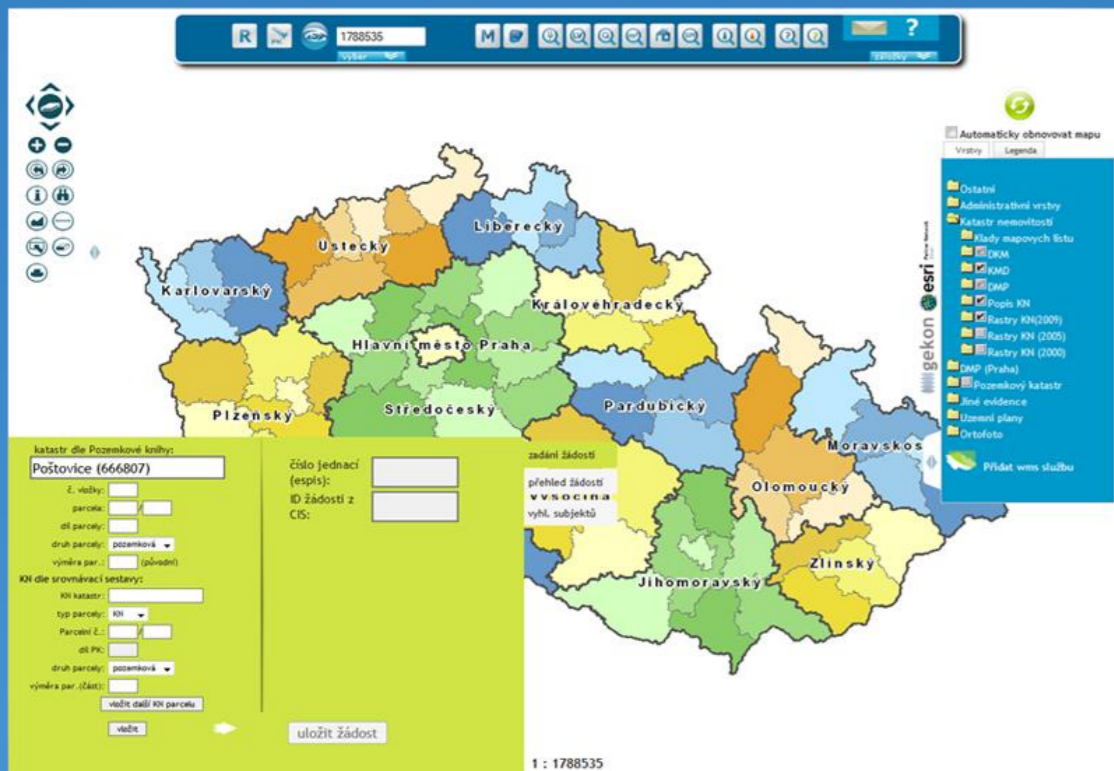 R
PK
1788535
výběr
M
?
záložky
Automaticky obnovovat mapu
Vrstvy
Legenda
Ostatní
Administrativní vrstvy
Katastr nemovitostí
Klady mapovych listu
DKM
KMD
DMP
Popis KN
Rastry KN(2009)
Rastry KN (2005)
Rastry KN (2000)
DMP (Praha)
Pozemkový katastr
Jiné evidence
Uzemni plany
Ortofoto
Přidat wms službu
gekon
esri
Liberecký
Ústecký
Karlovarský
Královéhradecký
Hlavní město Praha
Plzeňský
Středočeský
Pardubický
Moravskos
Olomoucký
Vysočina
Zlínský
Jihomoravský
katastr dle Pozemkové knihy:
Poštovice (666807)
č. vložky:
parcela: /
díl parcely:
druh parcely: pozemková
výměra par.: (původní)
KN dle srovnávací sestavy:
KN katastr:
typ parcely: KN
Parcelní č.: /
díl PK:
druh parcely: pozemková
výměra par.(část):
vložit další KN parcelu
vložit
číslo jednací
(espis):
ID žádosti z
CIS:
uložit žádost
zadání žádostí
přehled žádostí
vyhl. subjektů
1 : 1788535